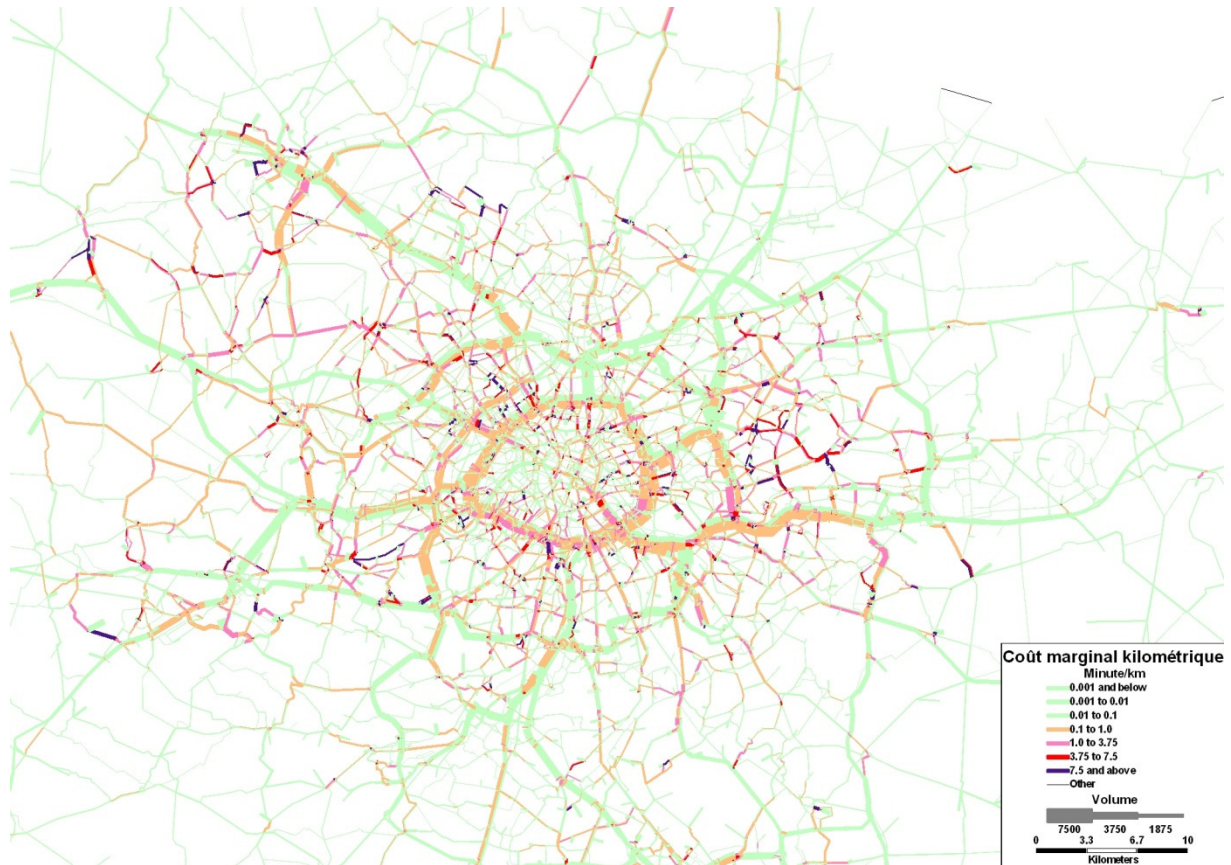 Coût marginal kilométrique
Minute/km
0.001 and below
0.001 to 0.01
0.01 to 0.1
0.1 to 1.0
1.0 to 3.75
3.75 to 7.5
7.5 and above
Other
Volume
7500 3750 1875
0 3.3 6.7 10
Kilometers